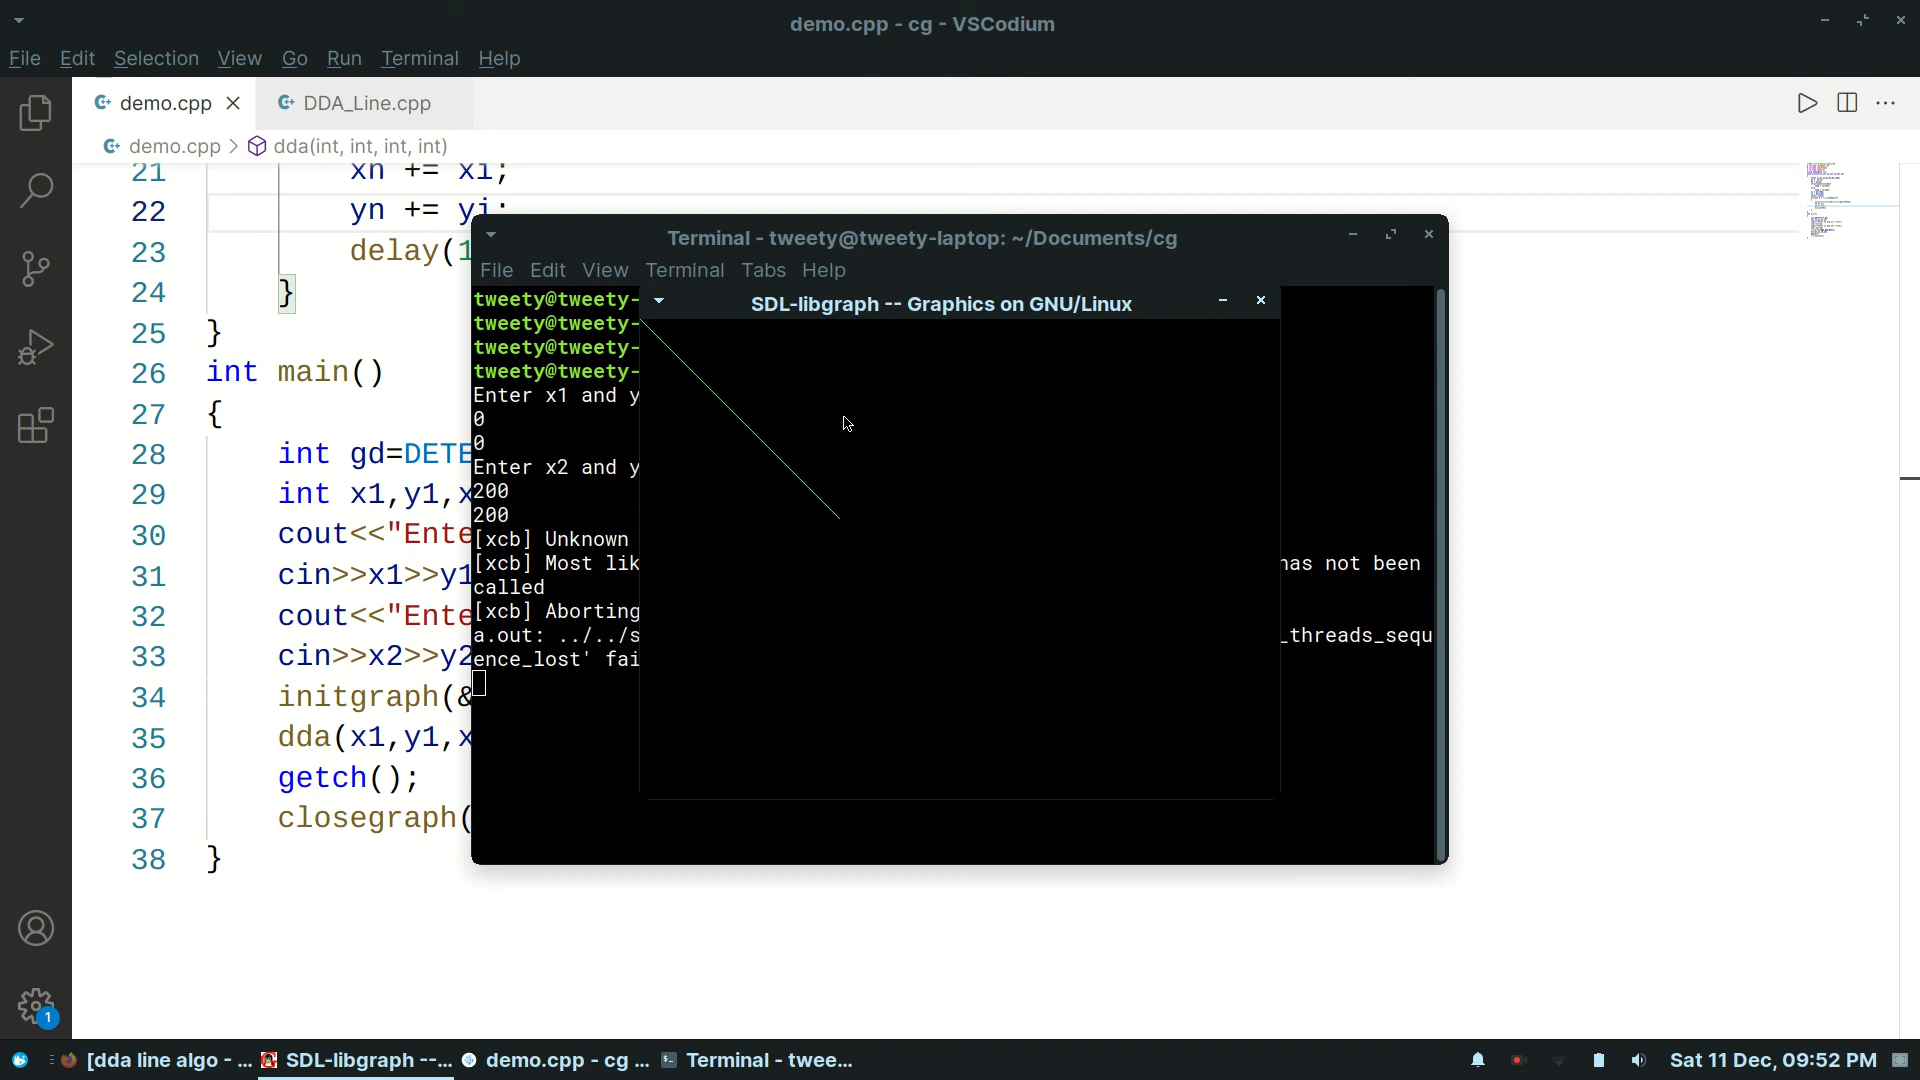 demo.cpp - cg - VSCodium
File Edit Selection View Go Run Terminal Help
demo.cpp DDA_Line.cpp
demo.cpp > dda(int, int, int, int)
21 xn += xi;
22 yn += yi;
23 delay(1
24 }
25 }
26 int main()
27 {
28 int gd=DETE
29 int x1,y1,x
30 cout<<"Ente
31 cin>>x1>>y1
32 cout<<"Ente
33 cin>>x2>>y2
34 initgraph(&
35 dda(x1,y1,x
36 getch();
37 closegraph(
38 }
Terminal - tweety@tweety-laptop: ~/Documents/cg
File Edit View Terminal Tabs Help
tweety@tweety-
tweety@tweety-
tweety@tweety-
tweety@tweety-
Enter x1 and y
0
0
Enter x2 and y
200
200
[xcb] Unknown
[xcb] Most lik has not been
called
[xcb] Aborting
a.out: ../../s _threads_sequ
ence_lost' fai
SDL-libgraph -- Graphics on GNU/Linux
1
[dda line algo - ... SDL-libgraph --... demo.cpp - cg ... Terminal - twee... Sat 11 Dec, 09:52 PM